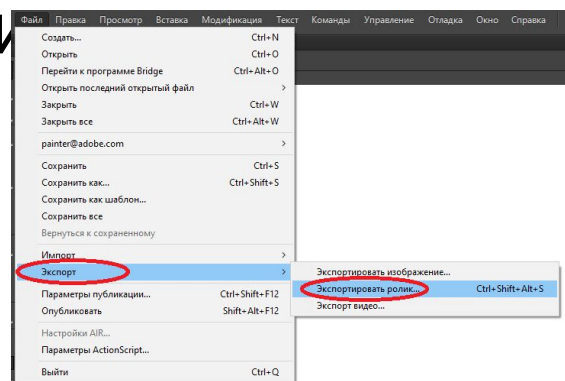 Файл Правка Просмотр Вставка Модификация Текст Команды Управление Отладка Окно Справка
Создать... Ctrl+N
Открыть Ctrl+O
Перейти к программе Bridge Ctrl+Alt+O
Открыть последний открытый файл >
Закрыть Ctrl+W
Закрыть все Ctrl+Alt+W
painter@adobe.com >
Сохранить Ctrl+S
Сохранить как... Ctrl+Shift+S
Сохранить как шаблон...
Сохранить все
Вернуться к сохраненному
Импорт >
Экспорт >
Экспортировать изображение...
Параметры публикации... Ctrl+Shift+F12
Экспортировать ролик... Ctrl+Shift+Alt+S
Опубликовать Shift+Alt+F12
Экспорт видео...
Настройки AIR...
Параметры ActionScript...
Выйти Ctrl+Q